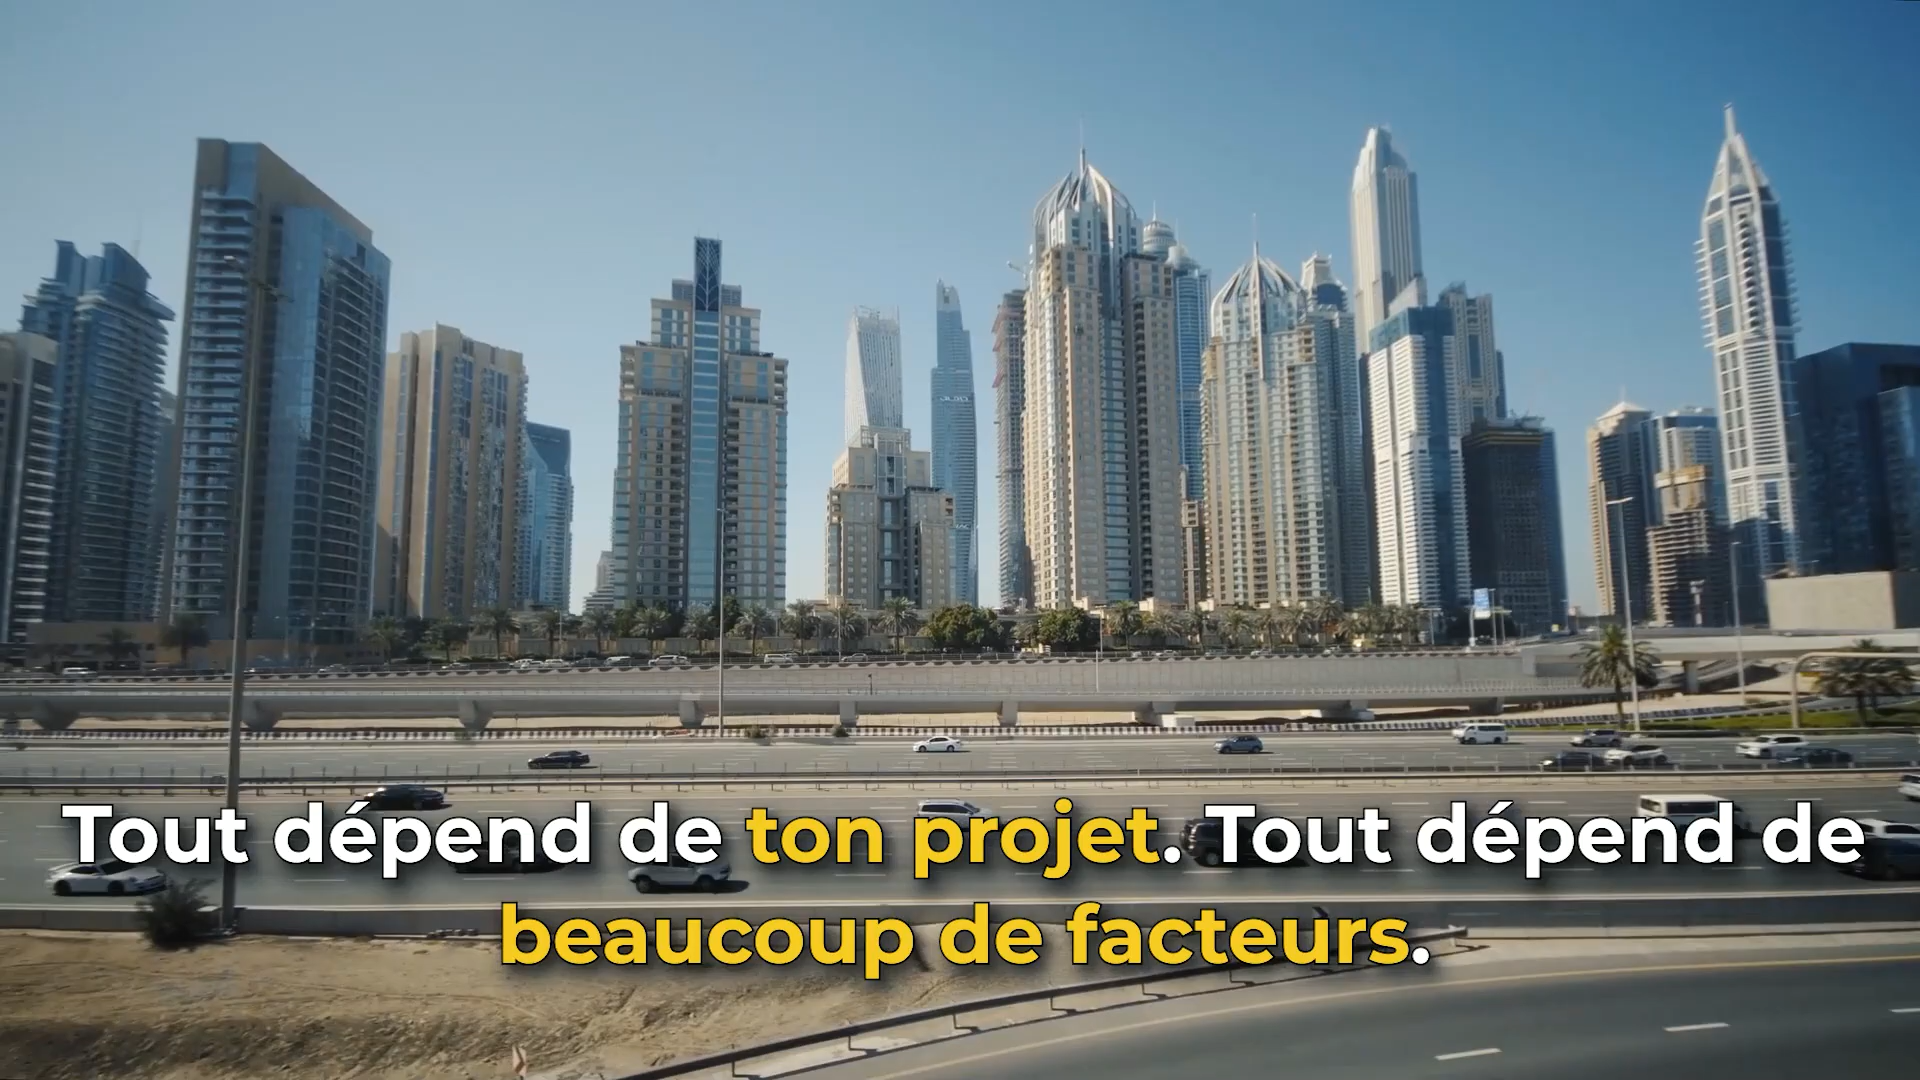 Tout dépend de ton projet. Tout dépend de
beaucoup de facteurs.